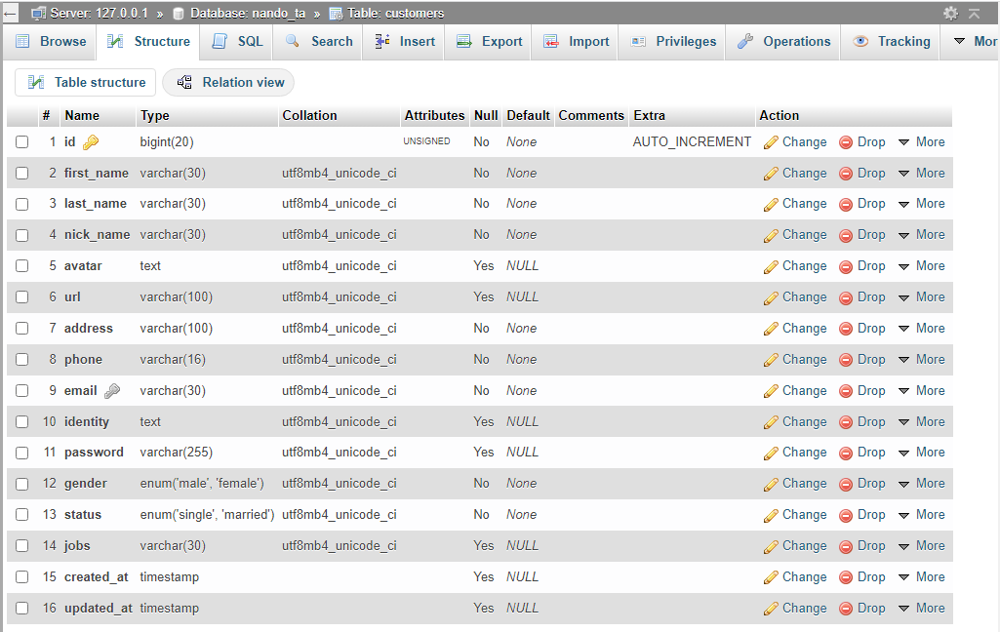 Server: 127.0.0.1 » Database: nando_ta » Table: customers
Browse Structure SQL Search Insert Export Import Privileges Operations Tracking Mor
Table structure Relation view
# Name Type Collation Attributes Null Default Comments Extra Action
1 id bigint(20) UNSIGNED No None AUTO_INCREMENT Change Drop More
2 first_name varchar(30) utf8mb4_unicode_ci No None Change Drop More
3 last_name varchar(30) utf8mb4_unicode_ci No None Change Drop More
4 nick_name varchar(30) utf8mb4_unicode_ci No None Change Drop More
5 avatar text utf8mb4_unicode_ci Yes NULL Change Drop More
6 url varchar(100) utf8mb4_unicode_ci Yes NULL Change Drop More
7 address varchar(100) utf8mb4_unicode_ci No None Change Drop More
8 phone varchar(16) utf8mb4_unicode_ci No None Change Drop More
9 email varchar(30) utf8mb4_unicode_ci No None Change Drop More
10 identity text utf8mb4_unicode_ci Yes NULL Change Drop More
11 password varchar(255) utf8mb4_unicode_ci Yes NULL Change Drop More
12 gender enum('male', 'female') utf8mb4_unicode_ci No None Change Drop More
13 status enum('single', 'married') utf8mb4_unicode_ci No None Change Drop More
14 jobs varchar(30) utf8mb4_unicode_ci Yes NULL Change Drop More
15 created_at timestamp Yes NULL Change Drop More
16 updated_at timestamp Yes NULL Change Drop More